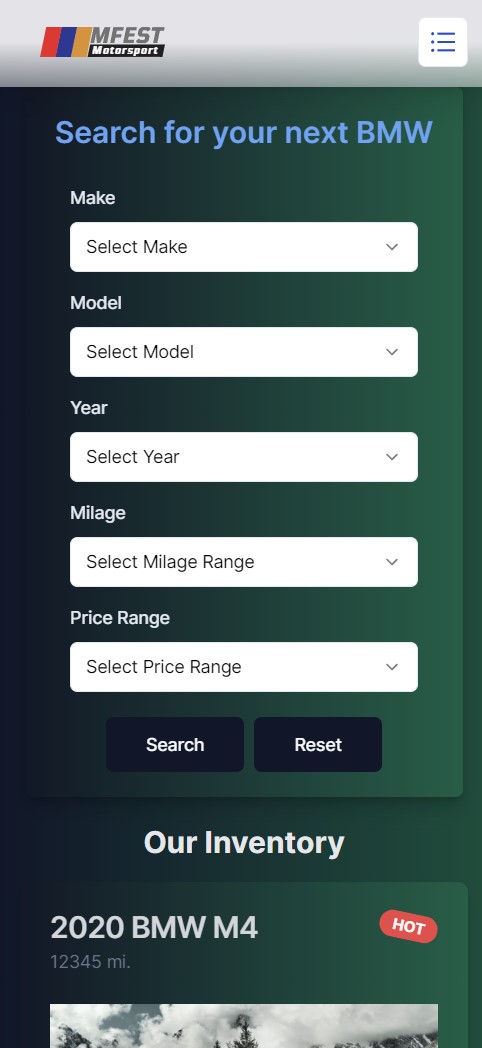 MFEST
Motorsport
Search for your next BMW
Make
Select Make
Model
Select Model
Year
Select Year
Milage
Select Milage Range
Price Range
Select Price Range
Search Reset
Our Inventory
2020 BMW M4 HOT
12345 mi.